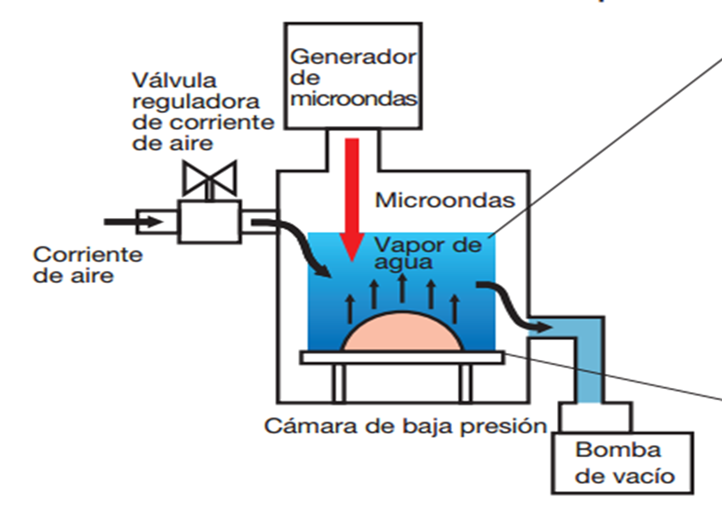 Generador
de
microondas
Válvula
reguladora
de corriente
de aire
Microondas
Vapor de
agua
Corriente
de aire
Cámara de baja presión
Bomba
de vacío